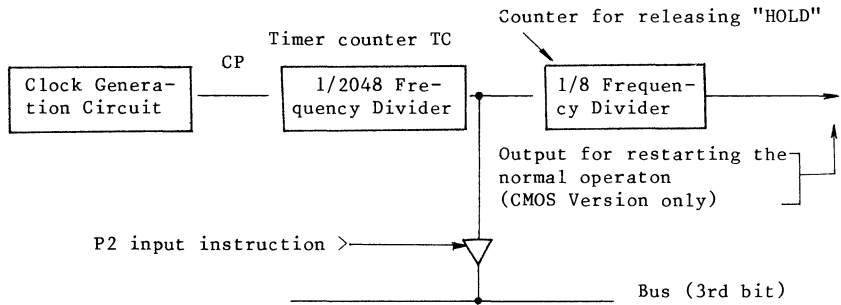 Counter for releasing "HOLD"
Timer counter TC
CP
Clock Genera-
tion Circuit
1/2048 Fre-
quency Divider
1/8 Frequen-
cy Divider
Output for restarting the
normal operaton
(CMOS Version only)
P2 input instruction
Bus (3rd bit)